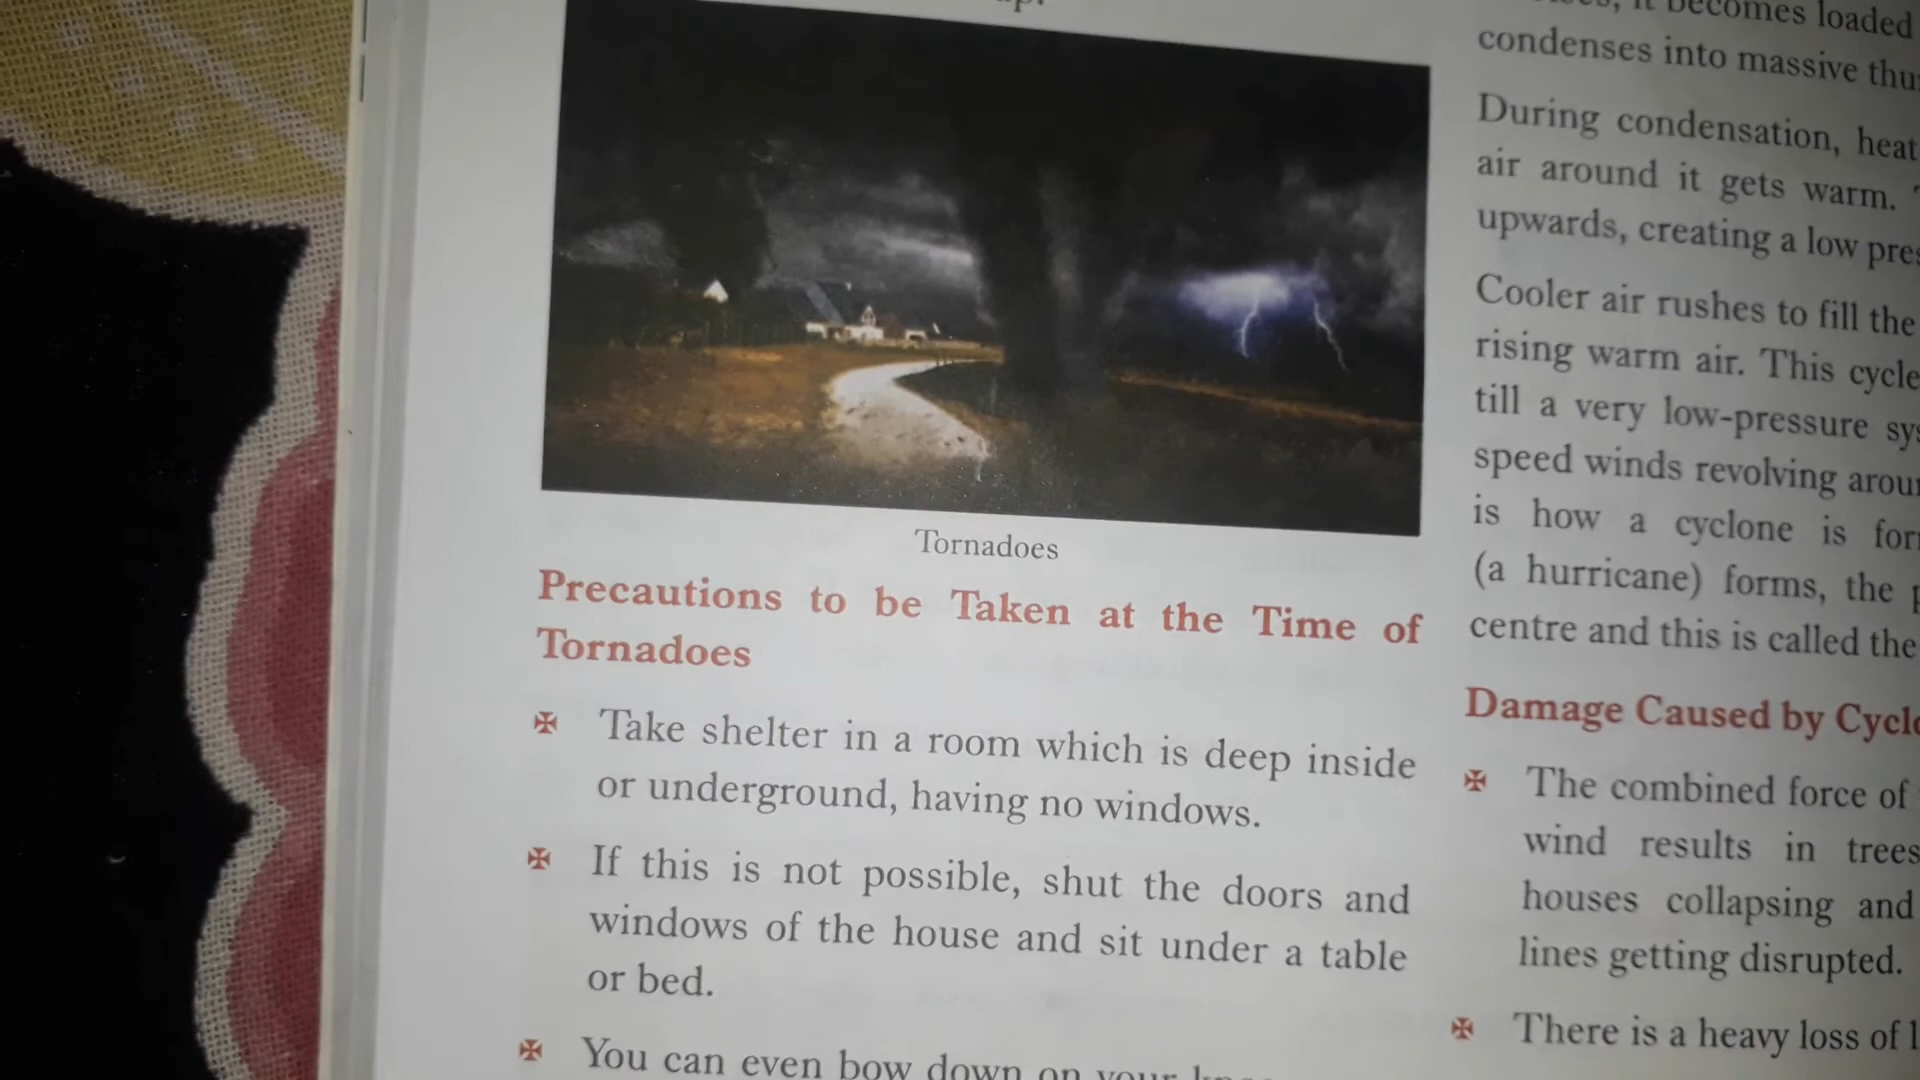 Tornadoes
Precautions to be Taken at the Time of
Tornadoes
✠ Take shelter in a room which is deep inside
or underground, having no windows.
✠ If this is not possible, shut the doors and
windows of the house and sit under a table
or bed.
✠ You can even bow down on your
it becomes loaded
condenses into massive
During condensation, heat
air around it gets warm.
upwards, creating a low
Cooler air rushes to fill the
rising warm air. This cycle
till a very low-pressure
speed winds revolving
is how a cyclone is
(a hurricane) forms, the
centre and this is called the
Damage Caused by
✠ The combined force of
wind results in trees
houses collapsing and
lines getting disrupted.
✠ There is a heavy loss of